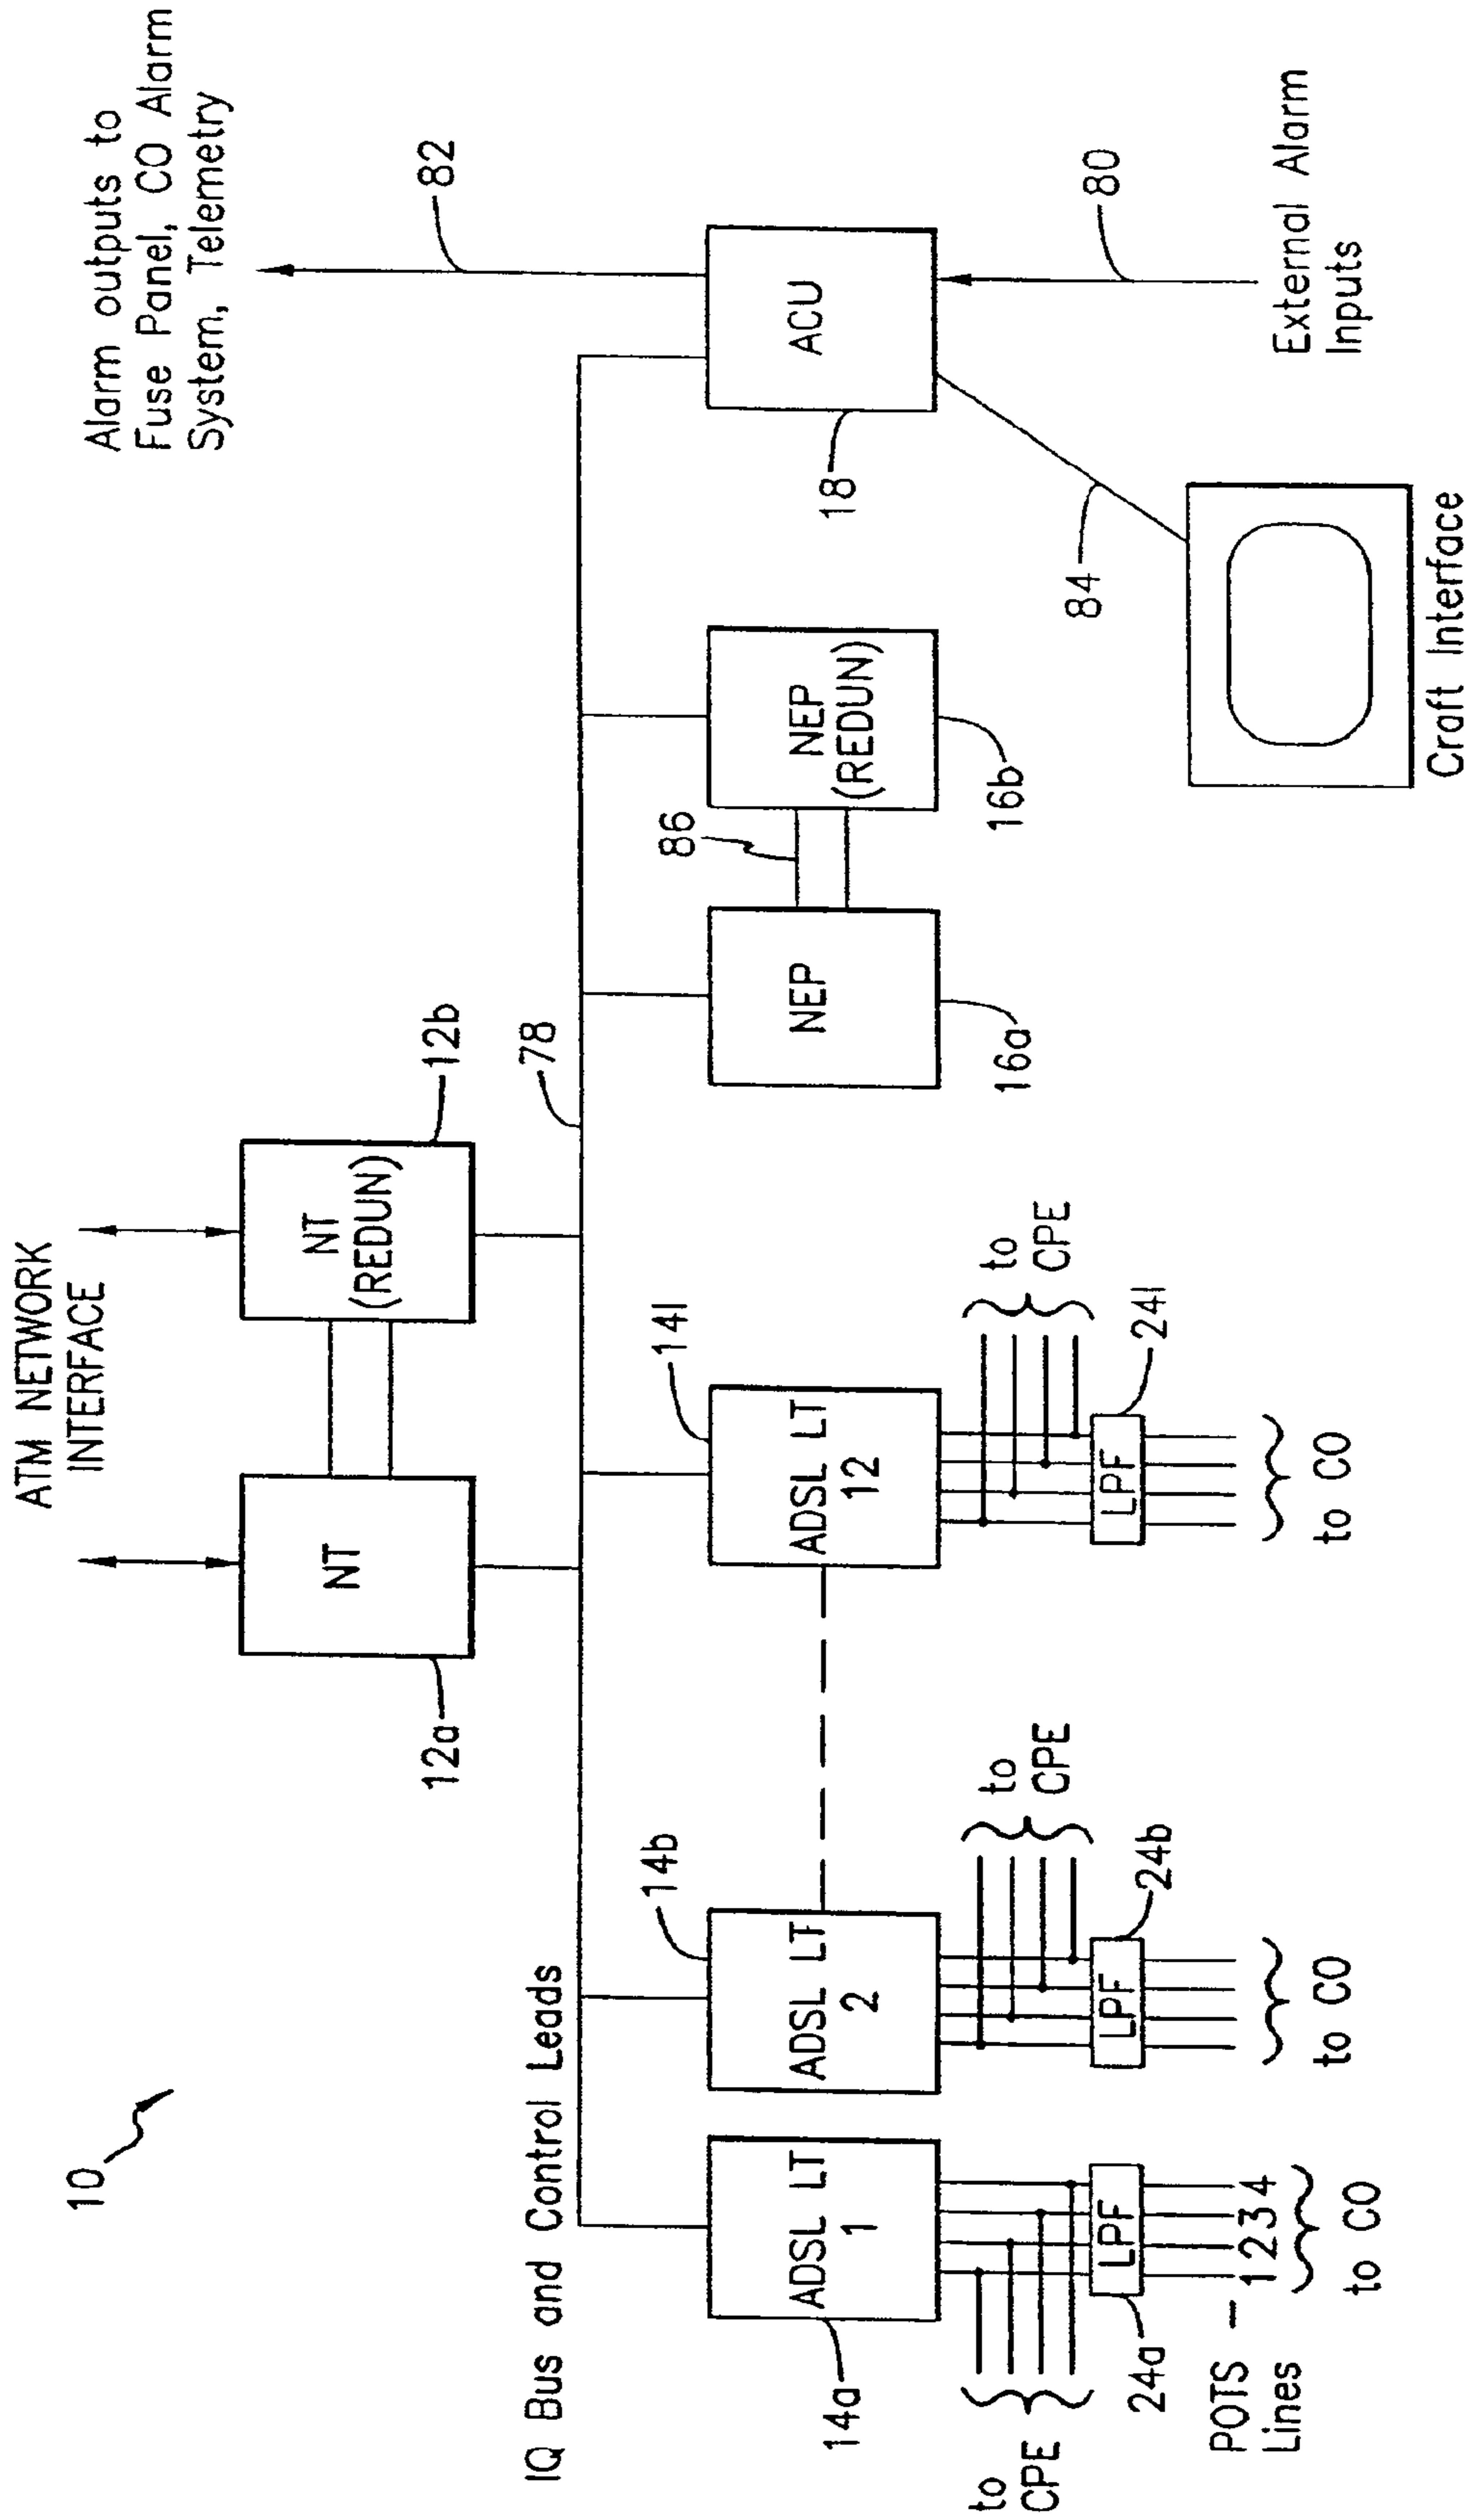 10
ATM NETWORK
INTERFACE
Alarm outputs to
Fuse Panel, CO Alarm
System, Telemetry
NT
NT
(REDUN)
12a
12b
82
IQ Bus and Control Leads
78
14b
14l
86
ADSL LT
1
ADSL LT
2
ADSL LT
12
NEP
NEP
(REDUN)
ACU
14a
18
16a
16b
80
84
to
CPE
to
CPE
to
CPE
LPF
LPF
LPF
24a
24b
24l
POTS – 1 2 3 4
Lines
to CO
to CO
to CO
External Alarm
Inputs
Craft Interface